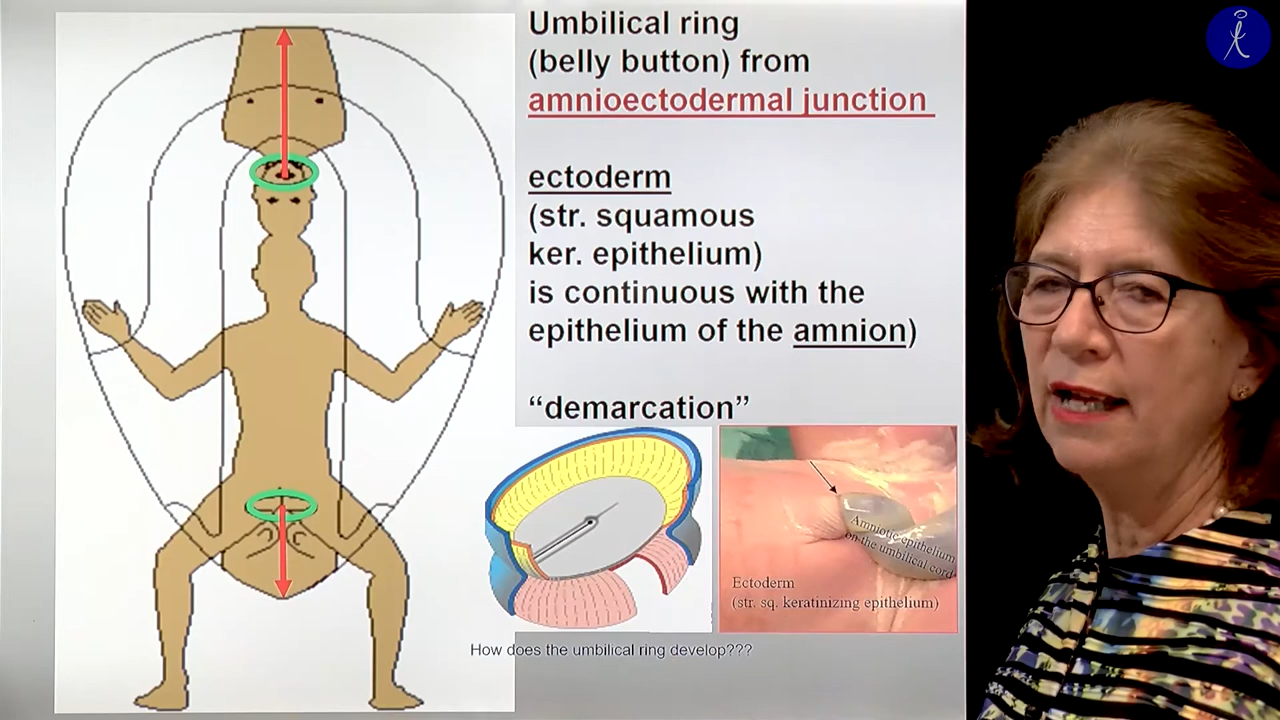 Umbilical ring
(belly button) from
amnioectodermal junction
ectoderm
(str. squamous
ker. epithelium)
is continuous with the
epithelium of the amnion)
“demarcation”
Amniotic epithelium
on the umbilical cord
Ectoderm
(str. sq. keratinizing epithelium)
How does the umbilical ring develop???